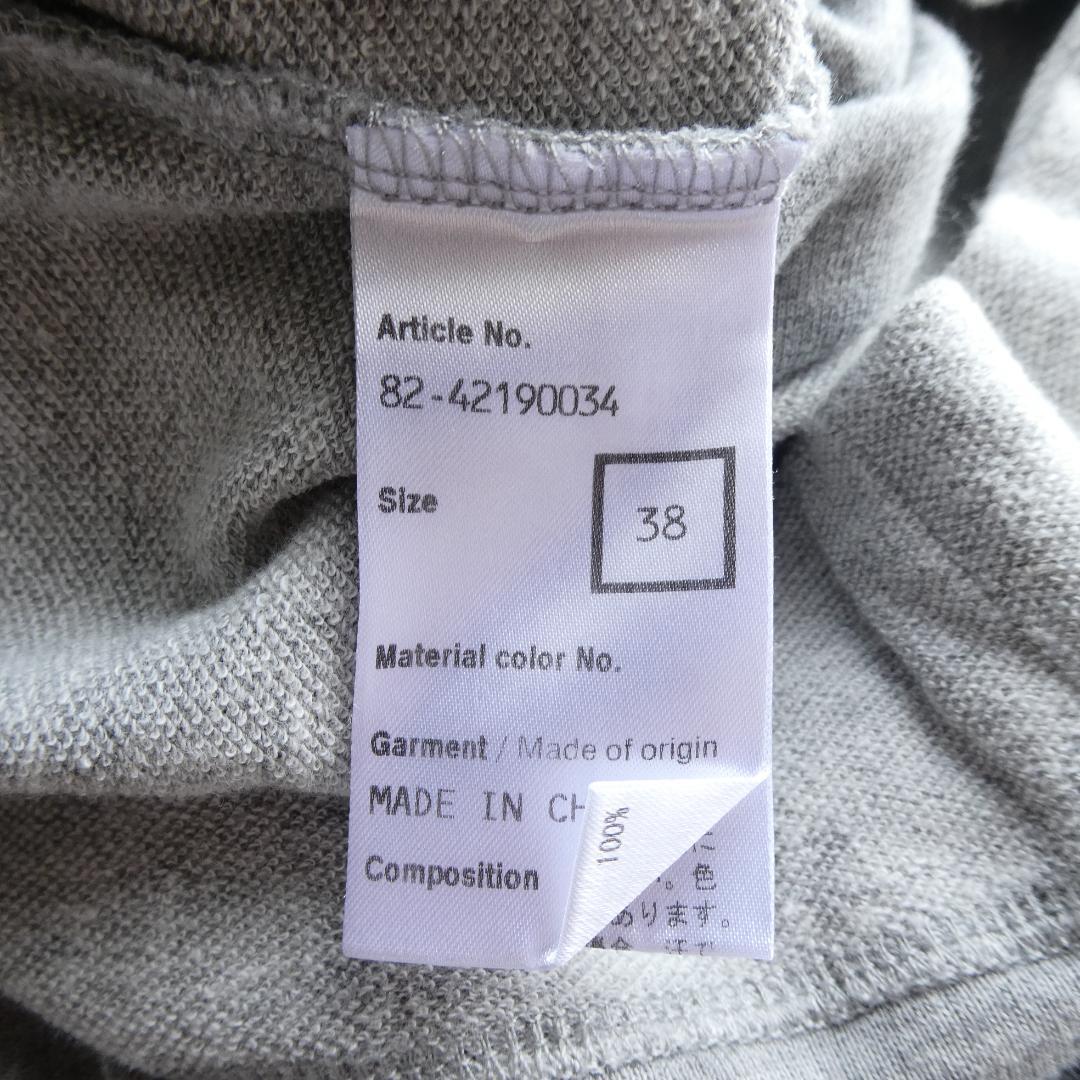 Article No.
82-42190034
Size
38
Material color No.
Garment / Made of origin
MADE IN CH
Composition
100%
。色
あります。